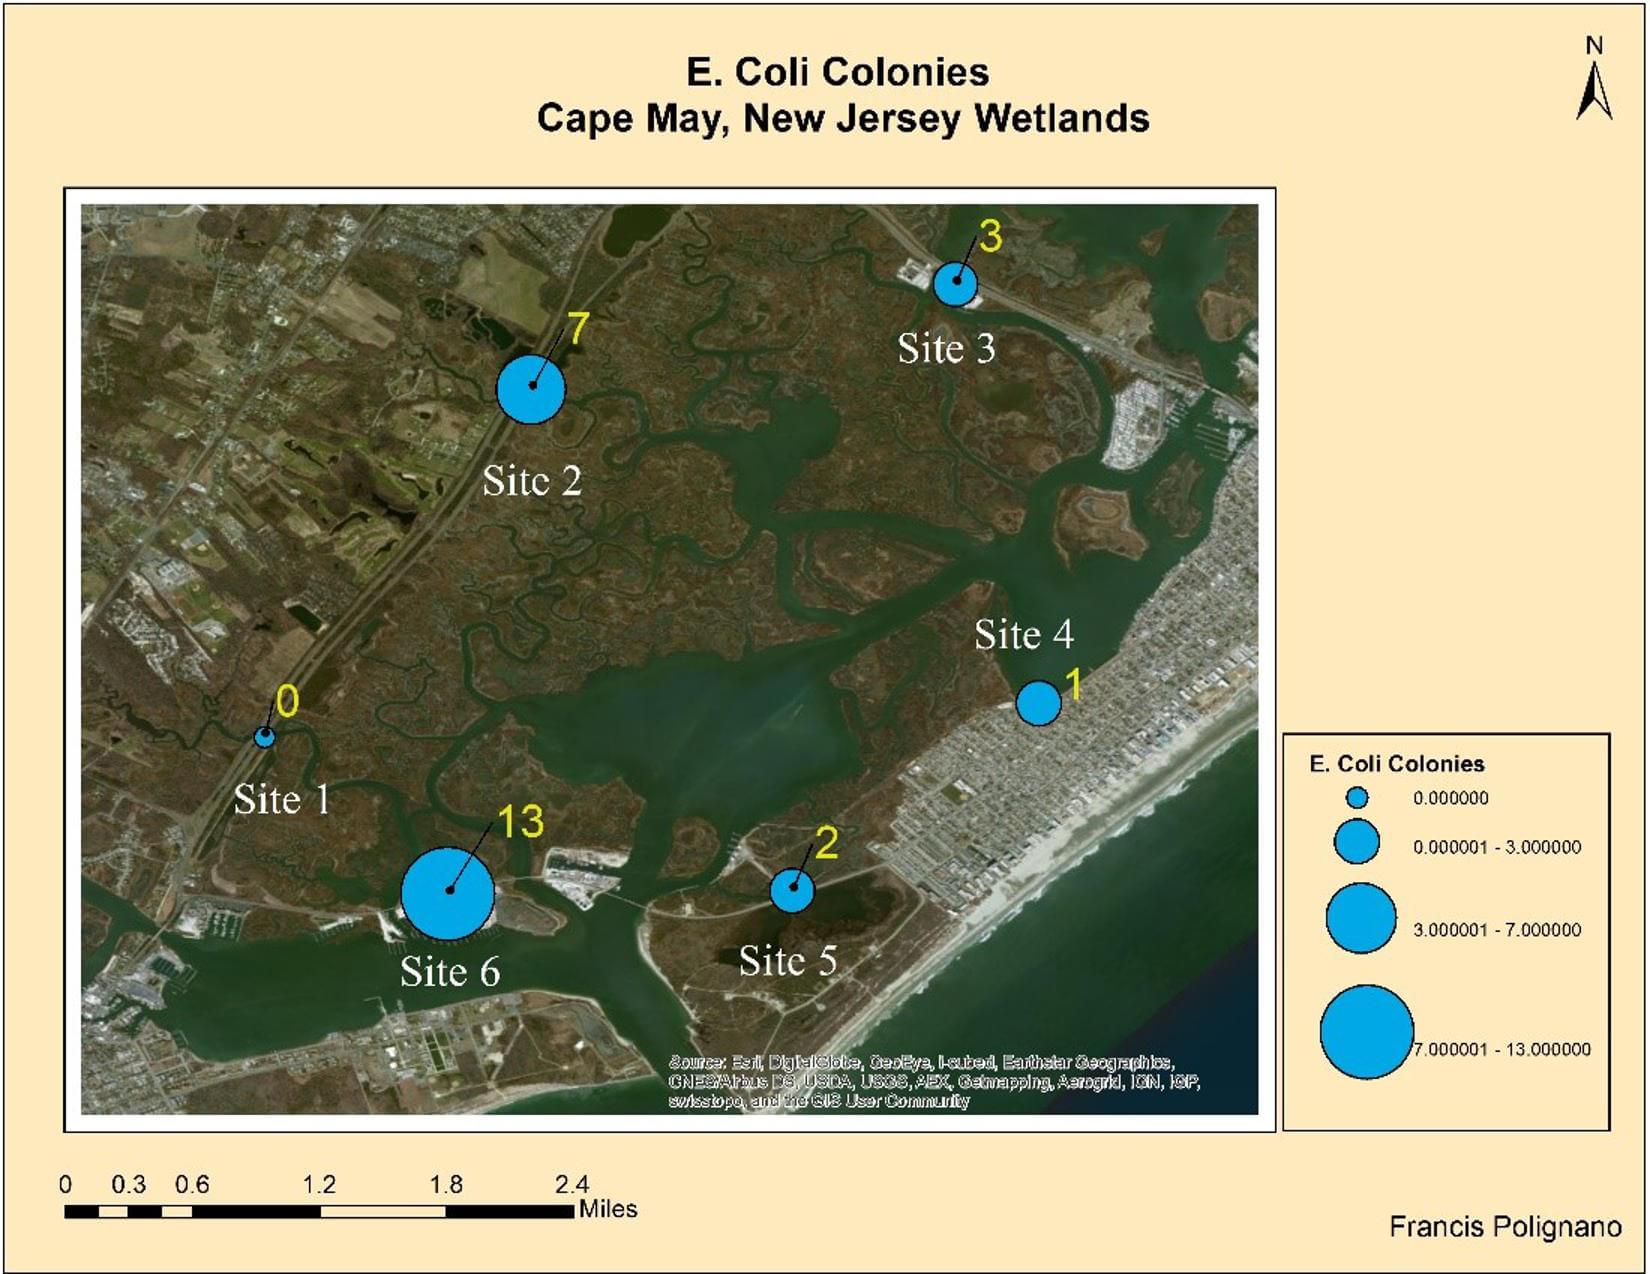 E. Coli Colonies
Cape May, New Jersey Wetlands
N
3
Site 3
7
Site 2
Site 4
1
0
Site 1
13
Site 6
2
Site 5
Source: Esri, DigitalGlobe, GeoEye, i-cubed, Earthstar Geographics,
CNES/Airbus DS, USDA, USGS, AEX, Getmapping, Aerogrid, IGN, IGP,
swisstopo, and the GIS User Community
E. Coli Colonies
0.000000
0.000001 - 3.000000
3.000001 - 7.000000
7.000001 - 13.000000
0 0.3 0.6 1.2 1.8 2.4
Miles
Francis Polignano